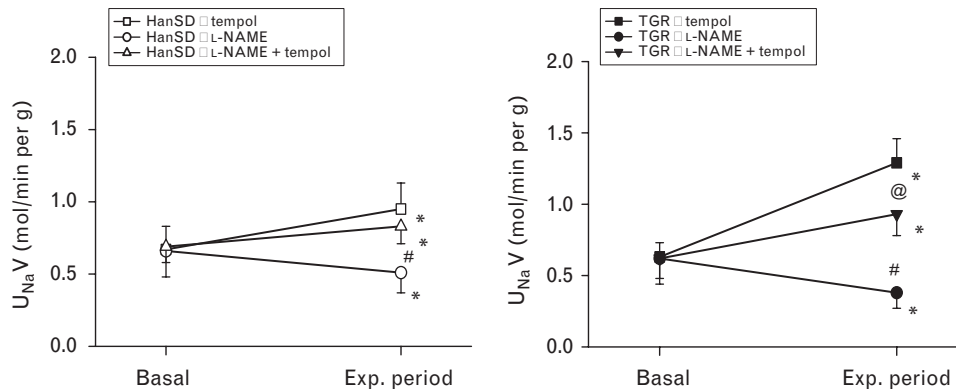 HanSD □ tempol
HanSD □ L-NAME
HanSD □ L-NAME + tempol
2.0
1.5
1.0
0.5
0.0
U_Na V (mol/min per g)
*
*
#
*
Basal
Exp. period
TGR □ tempol
TGR □ L-NAME
TGR □ L-NAME + tempol
2.0
1.5
1.0
0.5
0.0
U_Na V (mol/min per g)
*
@
*
#
*
Basal
Exp. period